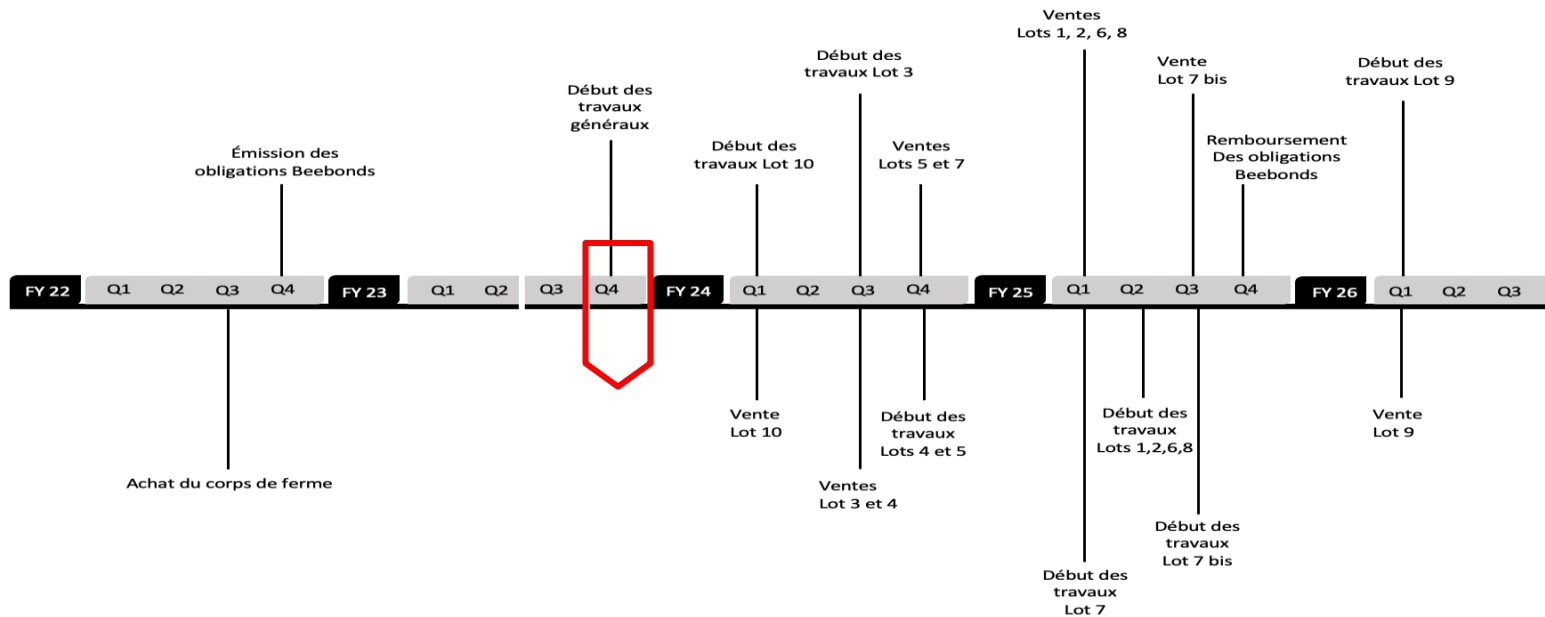 Ventes
Lots 1, 2, 6, 8
Début des
travaux Lot 3
Vente
Lot 7 bis
Début des
travaux Lot 9
Début des
travaux
généraux
Émission des
obligations Beebonds
Début des
travaux Lot 10
Ventes
Lots 5 et 7
Remboursement
Des obligations
Beebonds
FY 22 Q1 Q2 Q3 Q4 FY 23 Q1 Q2 Q3 Q4 FY 24 Q1 Q2 Q3 Q4 FY 25 Q1 Q2 Q3 Q4 FY 26 Q1 Q2 Q3
Vente
Lot 10
Début des
travaux
Lots 4 et 5
Début des
travaux
Lots 1,2,6,8
Vente
Lot 9
Achat du corps de ferme
Ventes
Lot 3 et 4
Début des
travaux
Lot 7 bis
Début des
travaux
Lot 7